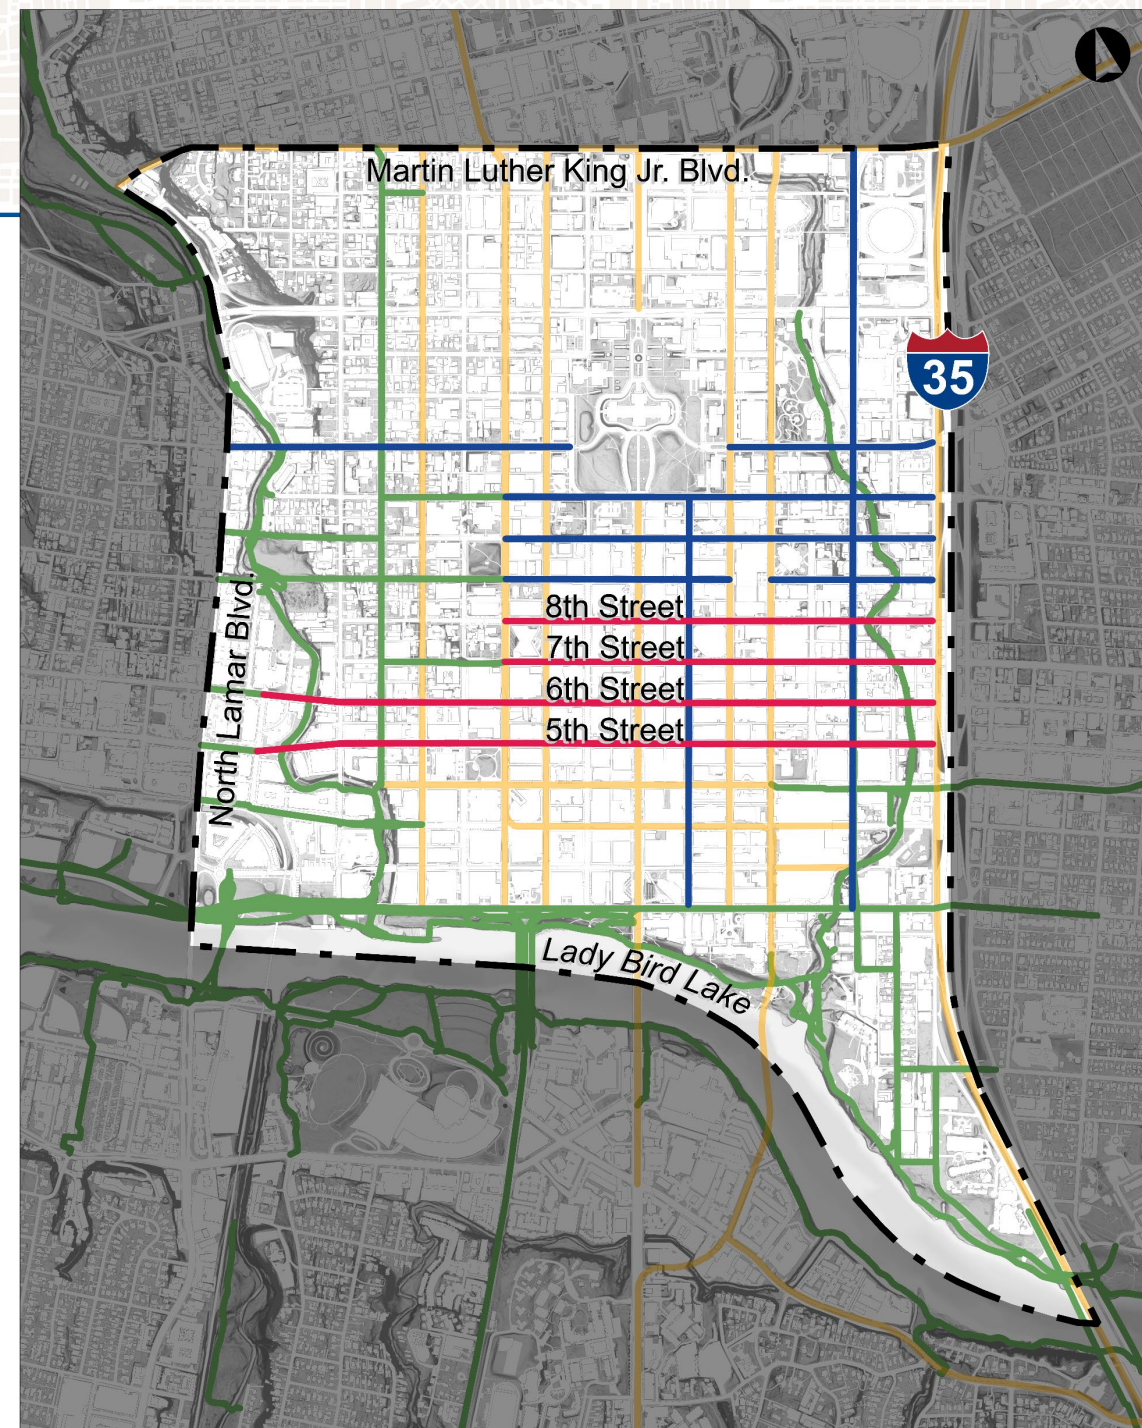 Martin Luther King Jr. Blvd.
35
8th Street
7th Street
6th Street
5th Street
North Lamar Blvd.
Lady Bird Lake